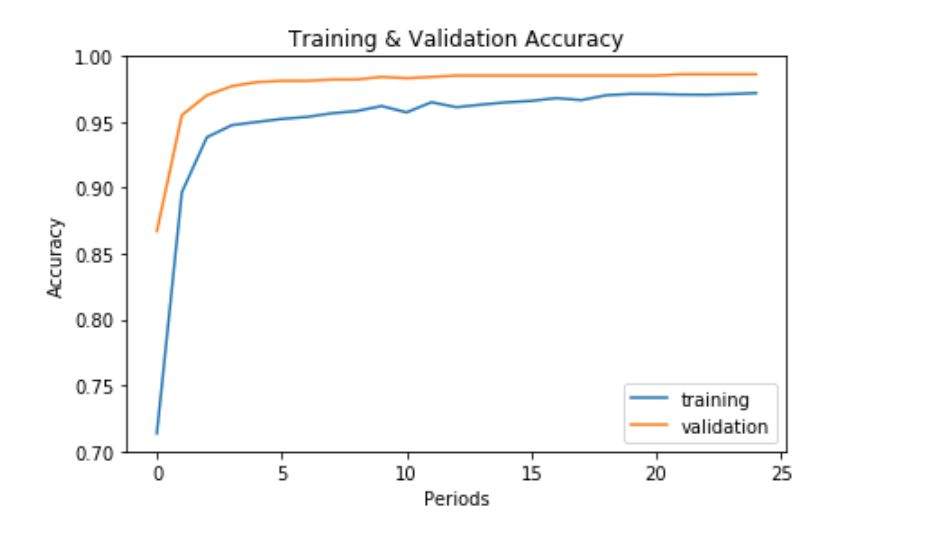 Training & Validation Accuracy
1.00
0.95
0.90
0.85
0.80
0.75
0.70
Accuracy
training
validation
0 5 10 15 20 25
Periods